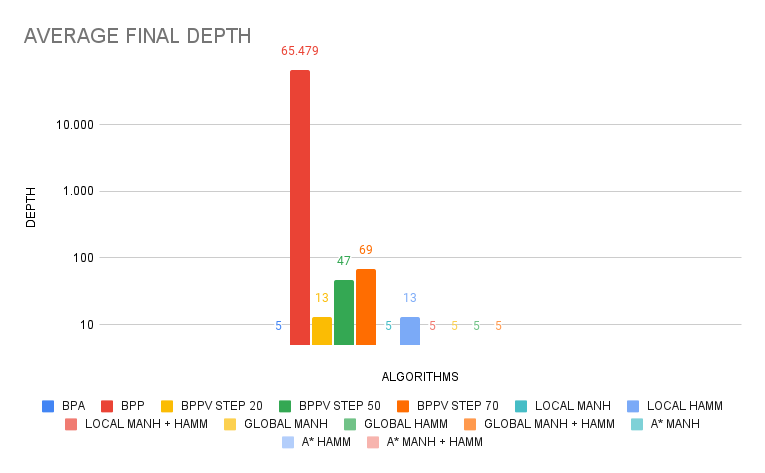 AVERAGE FINAL DEPTH
65.479
10.000
1.000
100
10
DEPTH
5
13
47
69
5
13
5
5
5
5
ALGORITHMS
BPA BPP BPPV STEP 20 BPPV STEP 50 BPPV STEP 70 LOCAL MANH LOCAL HAMM
LOCAL MANH + HAMM GLOBAL MANH GLOBAL HAMM GLOBAL MANH + HAMM A* MANH
A* HAMM A* MANH + HAMM